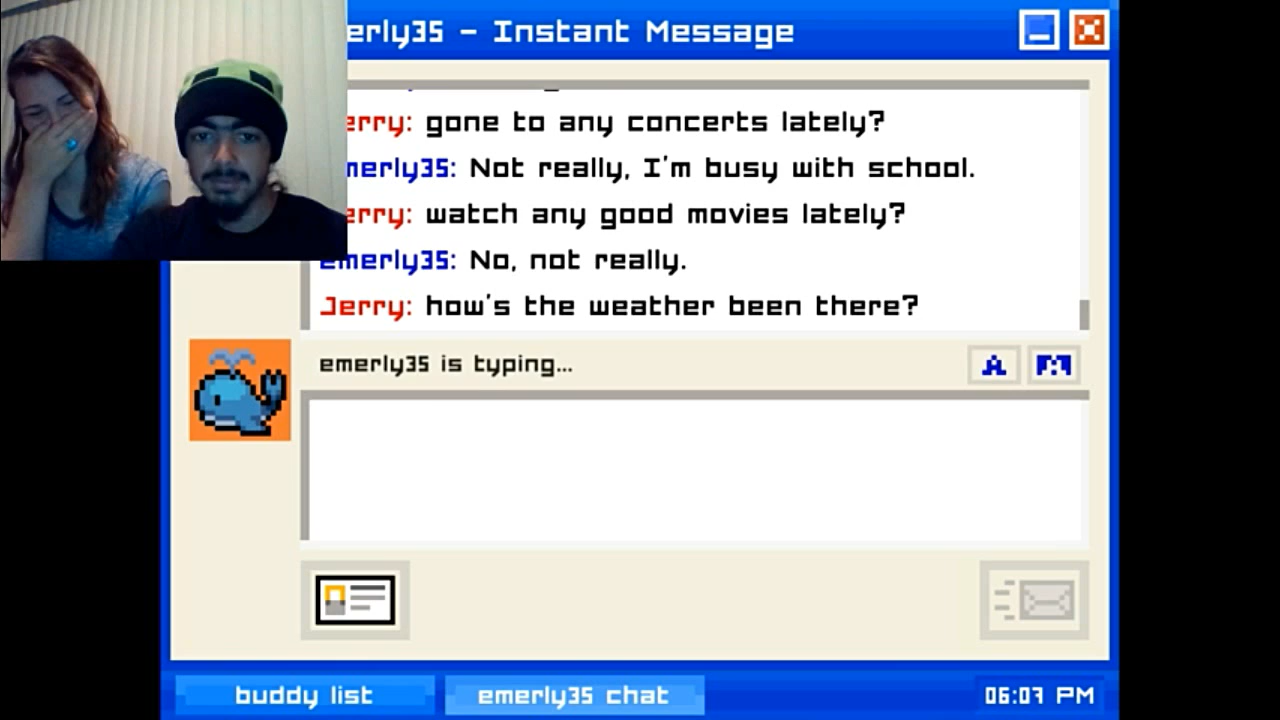 erly35 - Instant Message
erry: gone to any concerts lately?
merly35: Not really, I'm busy with school.
erry: watch any good movies lately?
emerly35: No, not really.
Jerry: how's the weather been there?
emerly35 is typing...
A
buddy list
emerly35 chat
06:07 PM